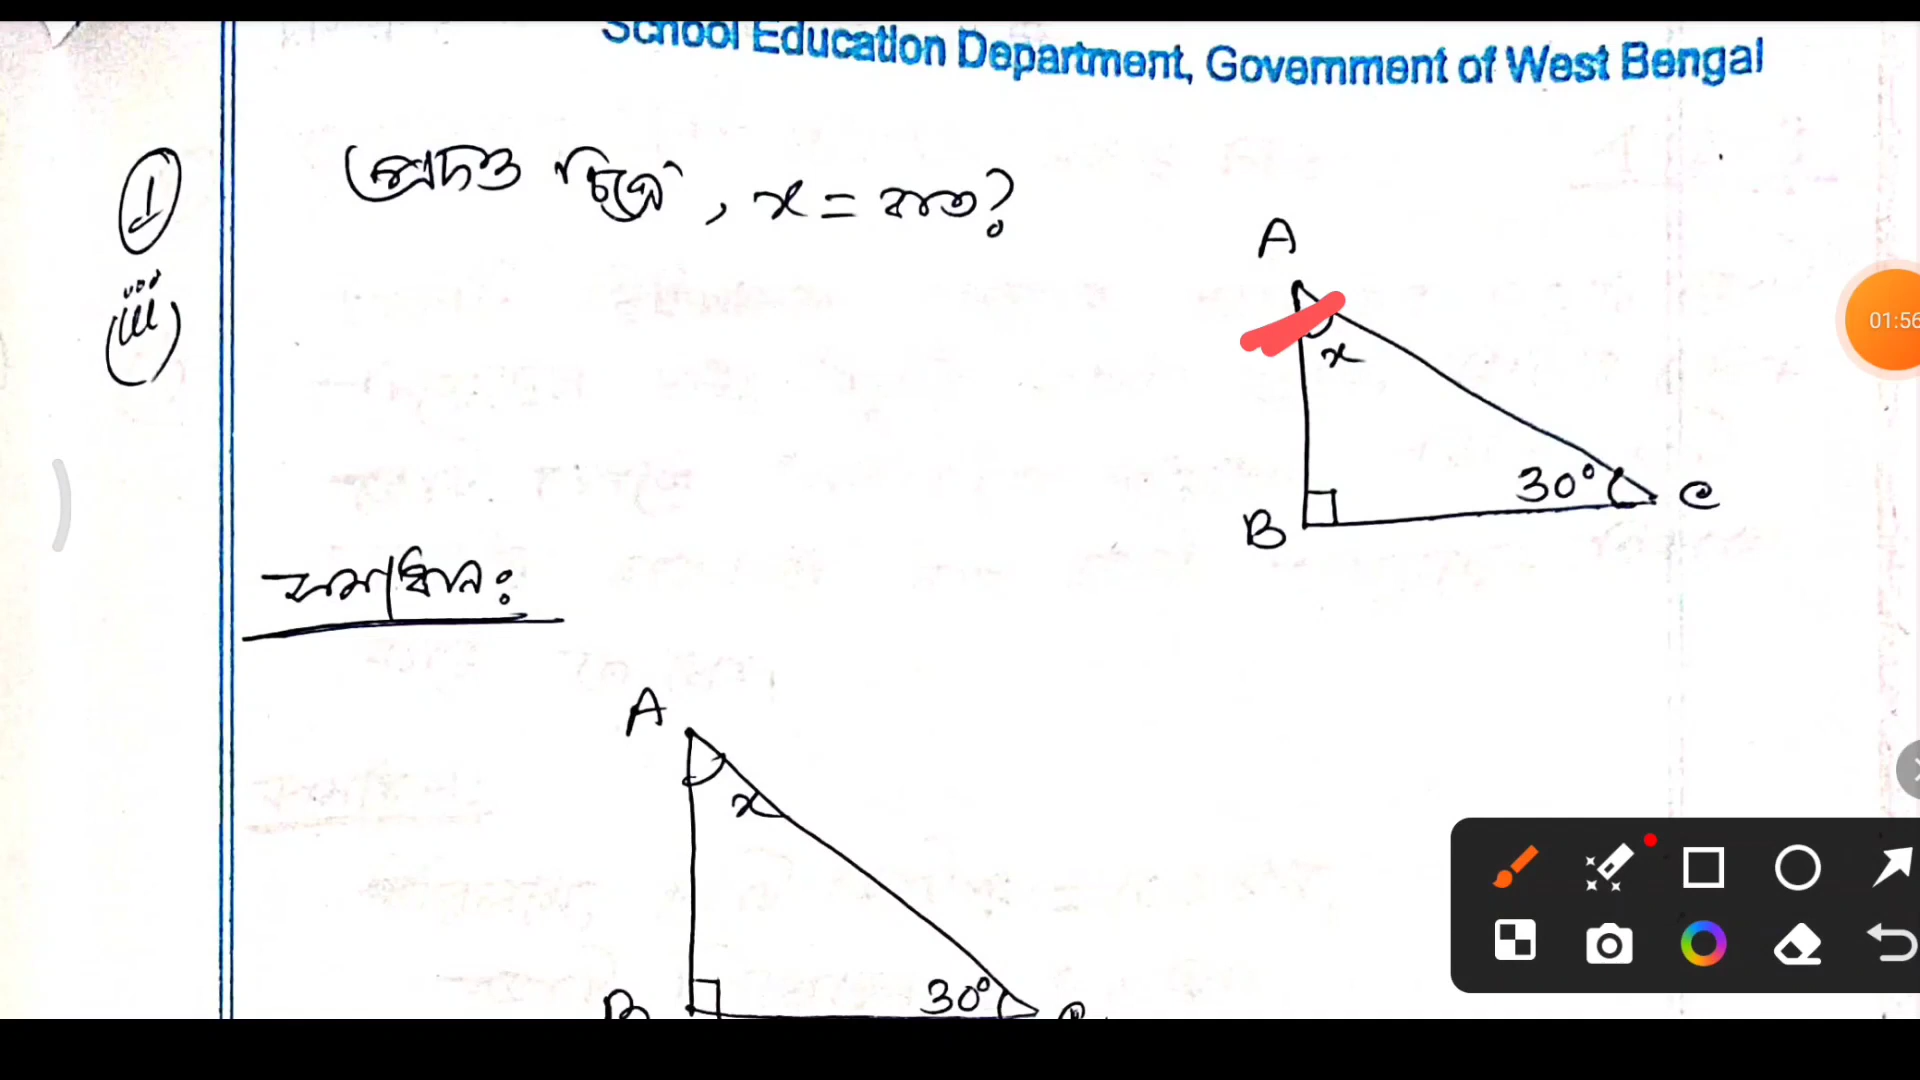 School Education Department, Government of West Bengal
1
প্রদত্ত চিত্রে, x = কত?
(iii)
A
x
30°
B
C
01:56
সমাধান:
A
x
30°
B
C